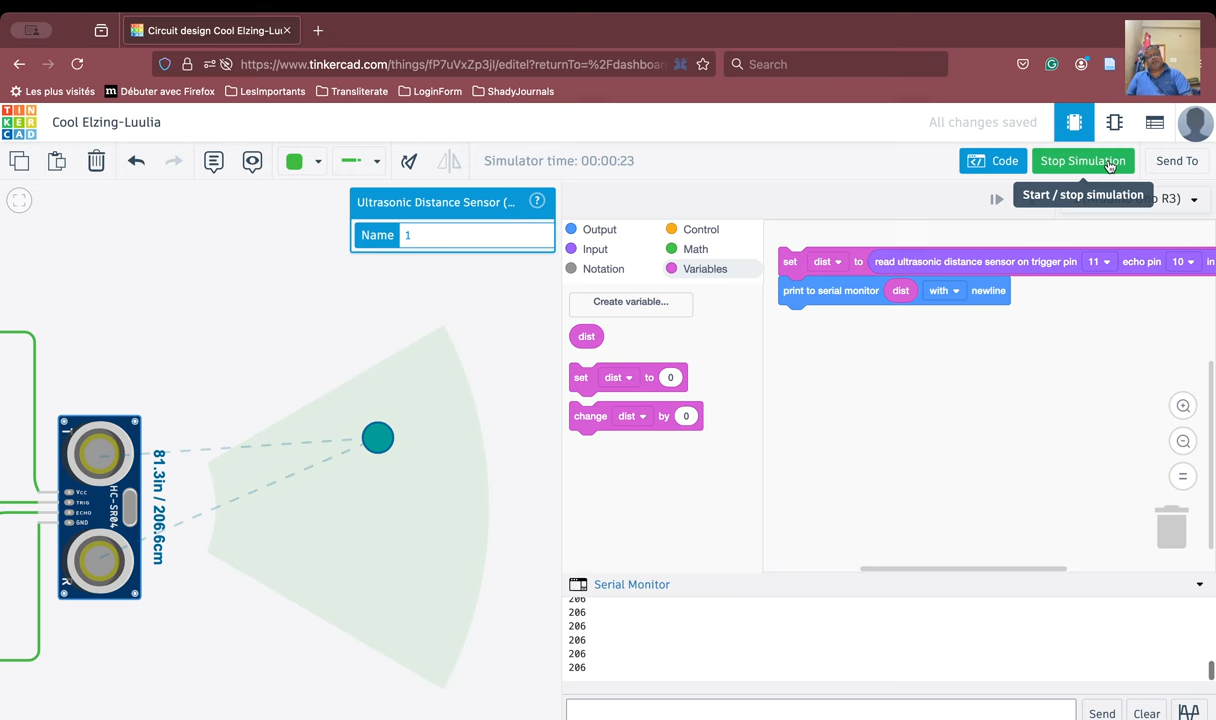 Circuit design Cool Elzing-Lu
https://www.tinkercad.com/things/fP7uVxZp3jl/editel?returnTo=%2Fdashboar
Search
Les plus visités
Débuter avec Firefox
LesImportants
Transliterate
LoginForm
ShadyJournals
TIN
KER
CAD
Cool Elzing-Luulia
All changes saved
Simulator time: 00:00:23
Code
Stop Simulation
Send To
Start / stop simulation
o R3)
Ultrasonic Distance Sensor (...
Name 1
Output
Control
Input
Math
Notation
Variables
Create variable...
dist
set dist to 0
change dist by 0
set dist to read ultrasonic distance sensor on trigger pin 11 echo pin 10 in
print to serial monitor dist with newline
81.3in / 206.6cm
HC-SR04
Vcc
TRIG
ECHO
GND
T
R
Serial Monitor
206
206
206
206
206
206
Send
Clear